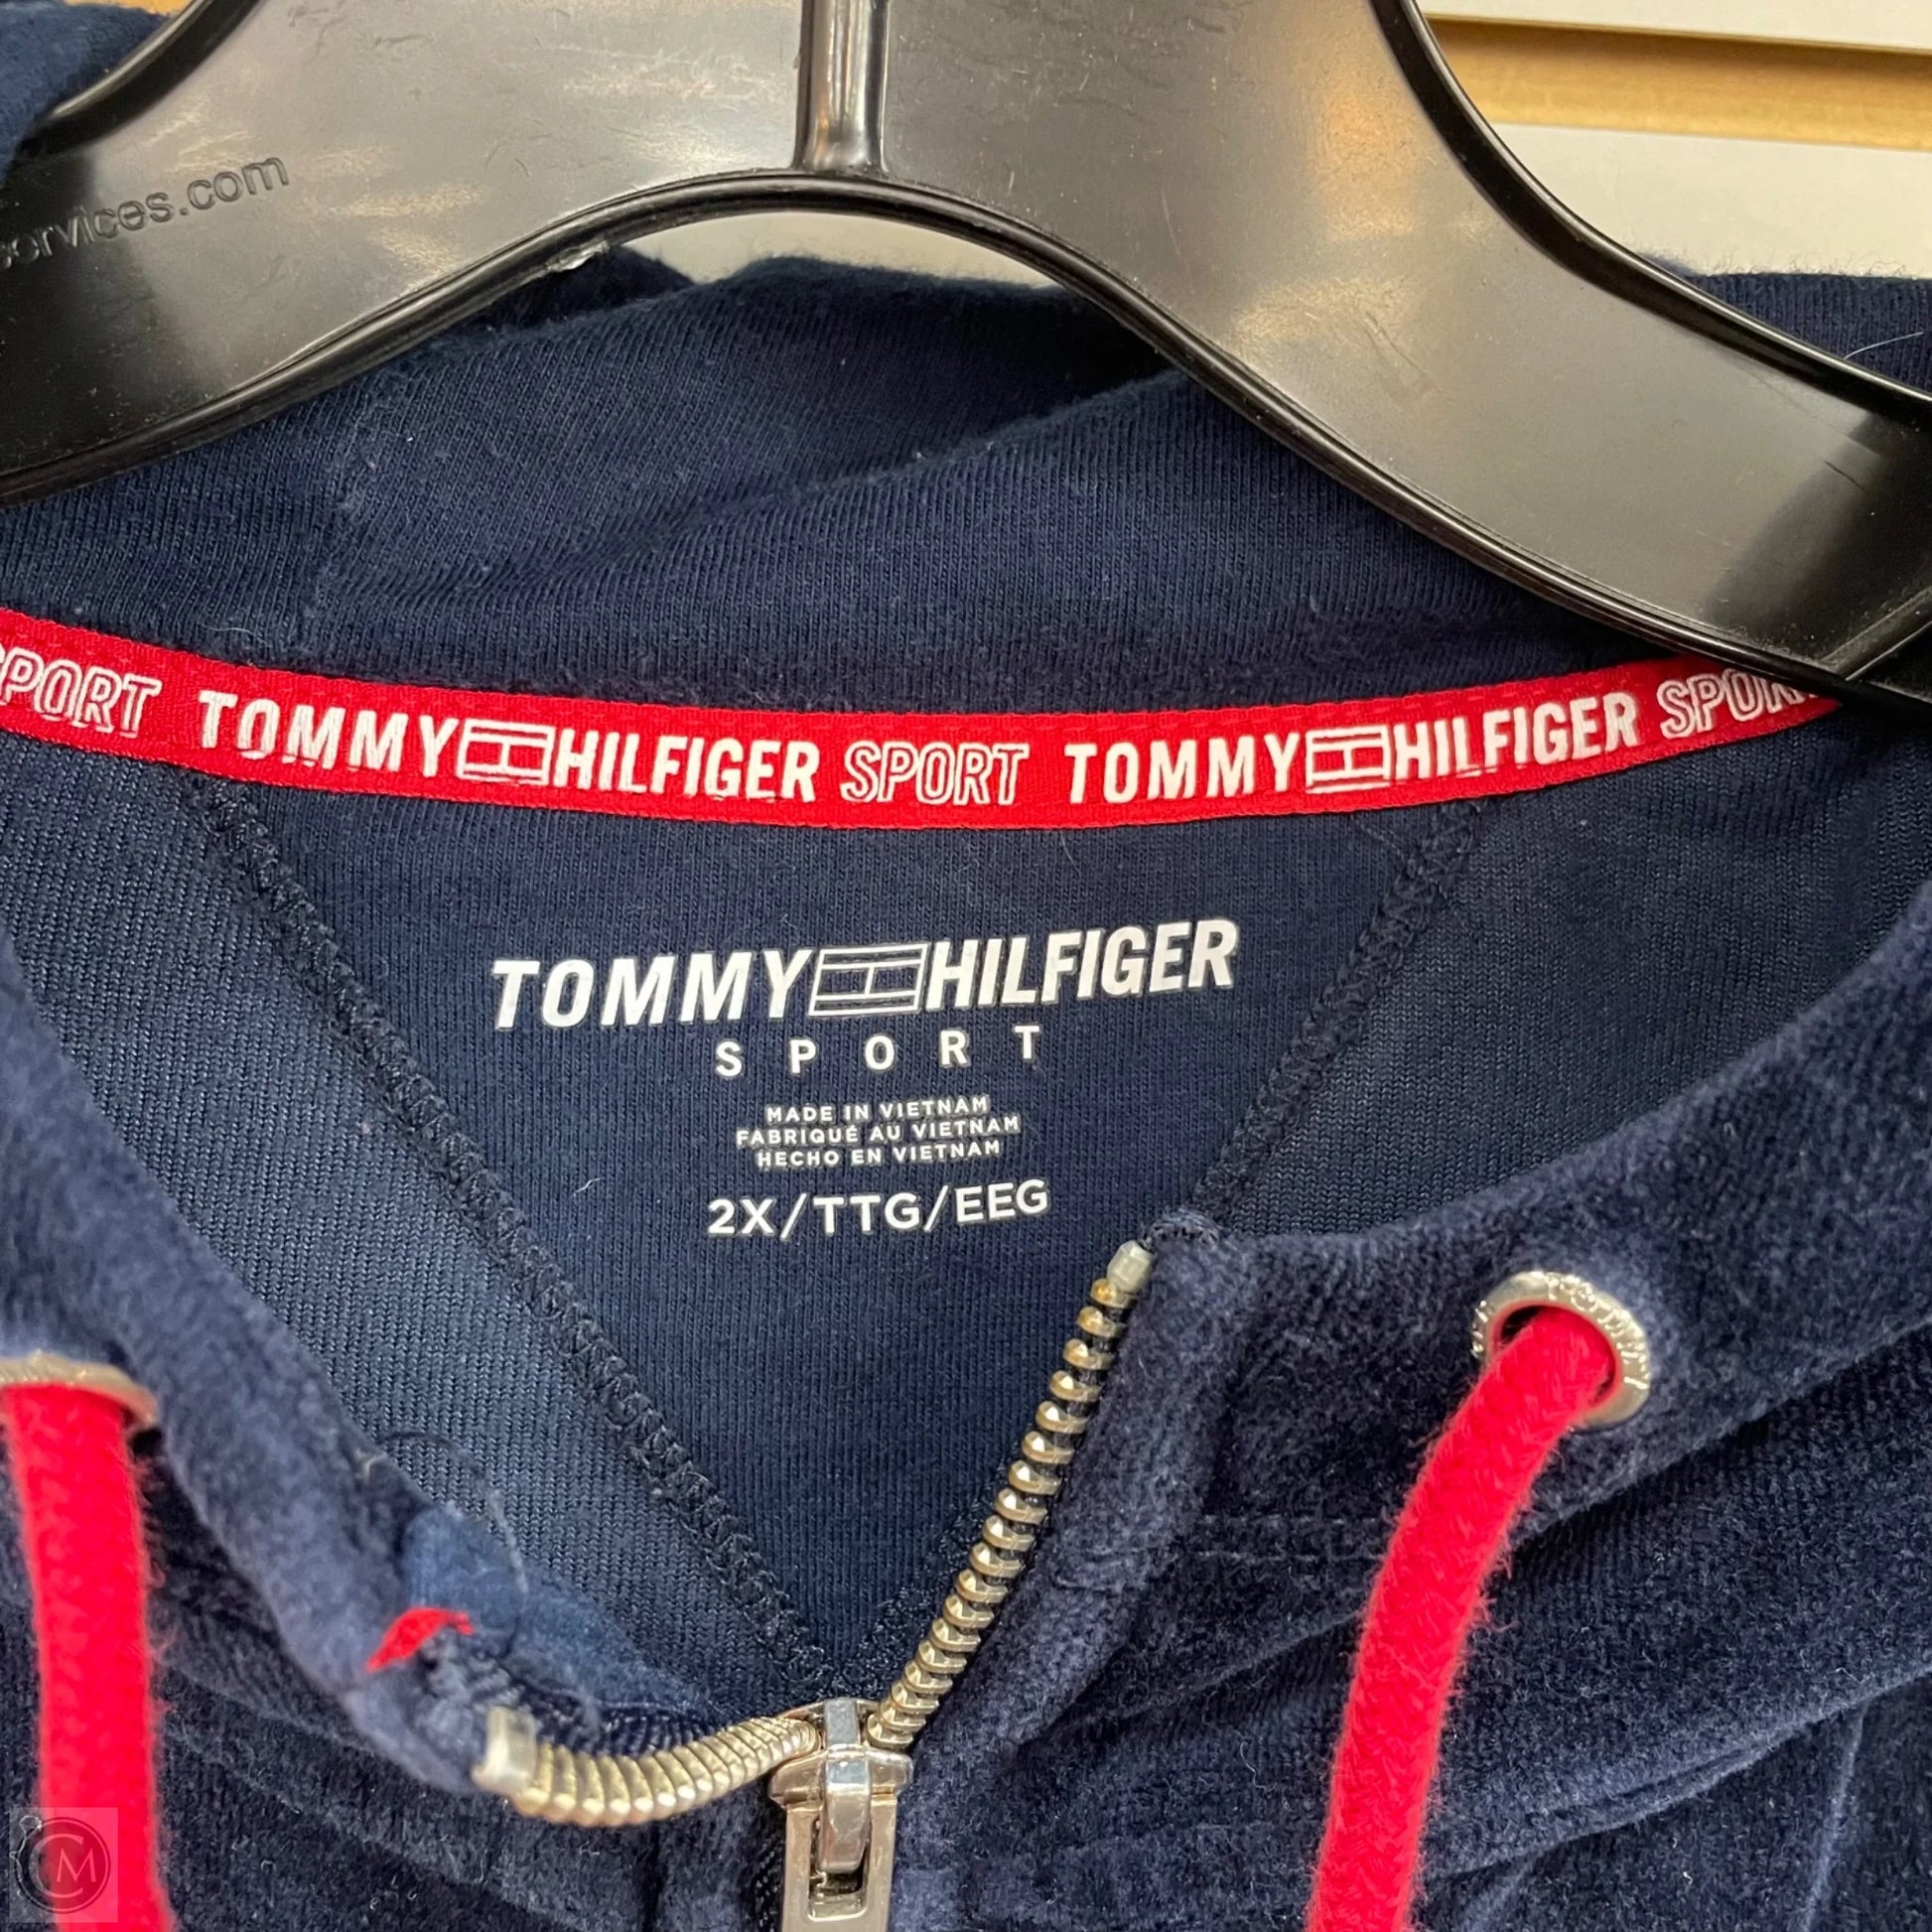 services.com
SPORT TOMMY HILFIGER SPORT TOMMY HILFIGER SPORT
TOMMY HILFIGER
SPORT
MADE IN VIETNAM
FABRIQUÉ AU VIETNAM
HECHO EN VIETNAM
2X/TTG/EEG
CM